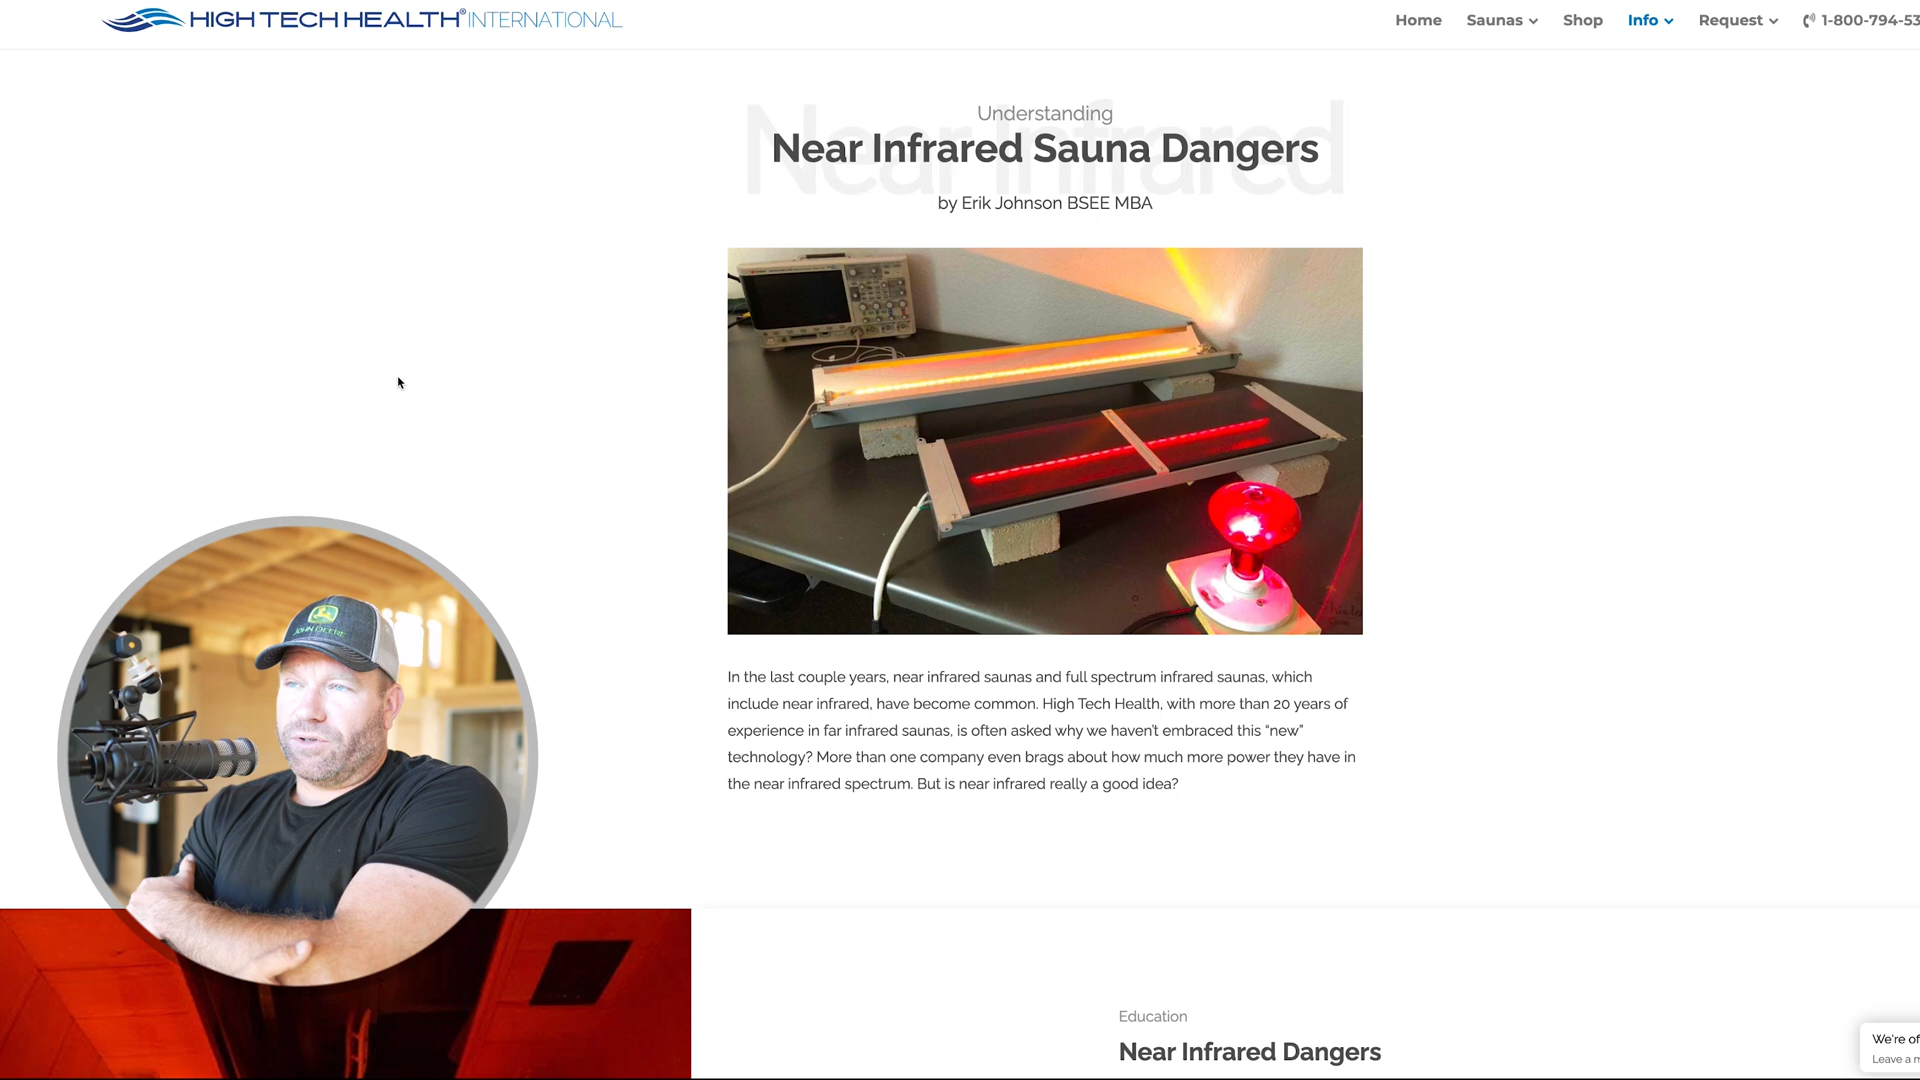 HIGH TECH HEALTH® INTERNATIONAL
Home Saunas Shop Info Request 1-800-794-53
Near Infrared
Understanding
Near Infrared Sauna Dangers
by Erik Johnson BSEE MBA
JOHN DEERE
In the last couple years, near infrared saunas and full spectrum infrared saunas, which
include near infrared, have become common. High Tech Health, with more than 20 years of
experience in far infrared saunas, is often asked why we haven't embraced this “new”
technology? More than one company even brags about how much more power they have in
the near infrared spectrum. But is near infrared really a good idea?
Education
Near Infrared Dangers
We're of
Leave a m